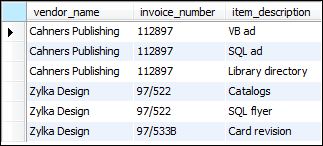 vendor_name invoice_number item_description
Cahners Publishing 112897 VB ad
Cahners Publishing 112897 SQL ad
Cahners Publishing 112897 Library directory
Zylka Design 97/522 Catalogs
Zylka Design 97/522 SQL flyer
Zylka Design 97/533B Card revision